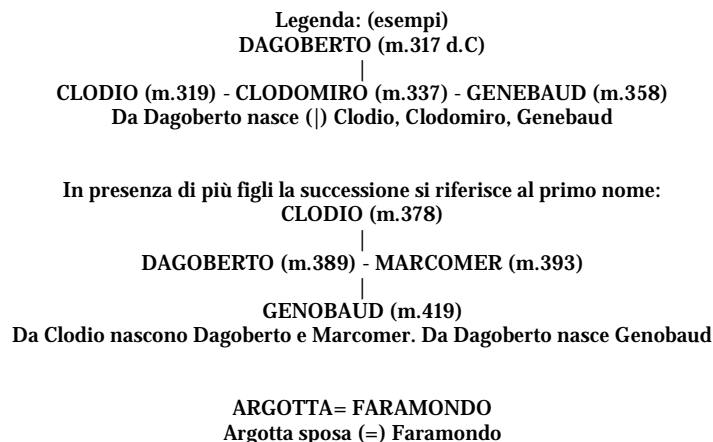 Legenda: (esempi)
DAGOBERTO (m.317 d.C)
|
CLODIO (m.319) - CLODOMIRO (m.337) - GENEBAUD (m.358)
Da Dagoberto nasce (|) Clodio, Clodomiro, Genebaud
In presenza di più figli la successione si riferisce al primo nome:
CLODIO (m.378)
|
DAGOBERTO (m.389) - MARCOMER (m.393)
|
GENOBAUD (m.419)
Da Clodio nascono Dagoberto e Marcomer. Da Dagoberto nasce Genobaud
ARGOTTA= FARAMONDO
Argotta sposa (=) Faramondo